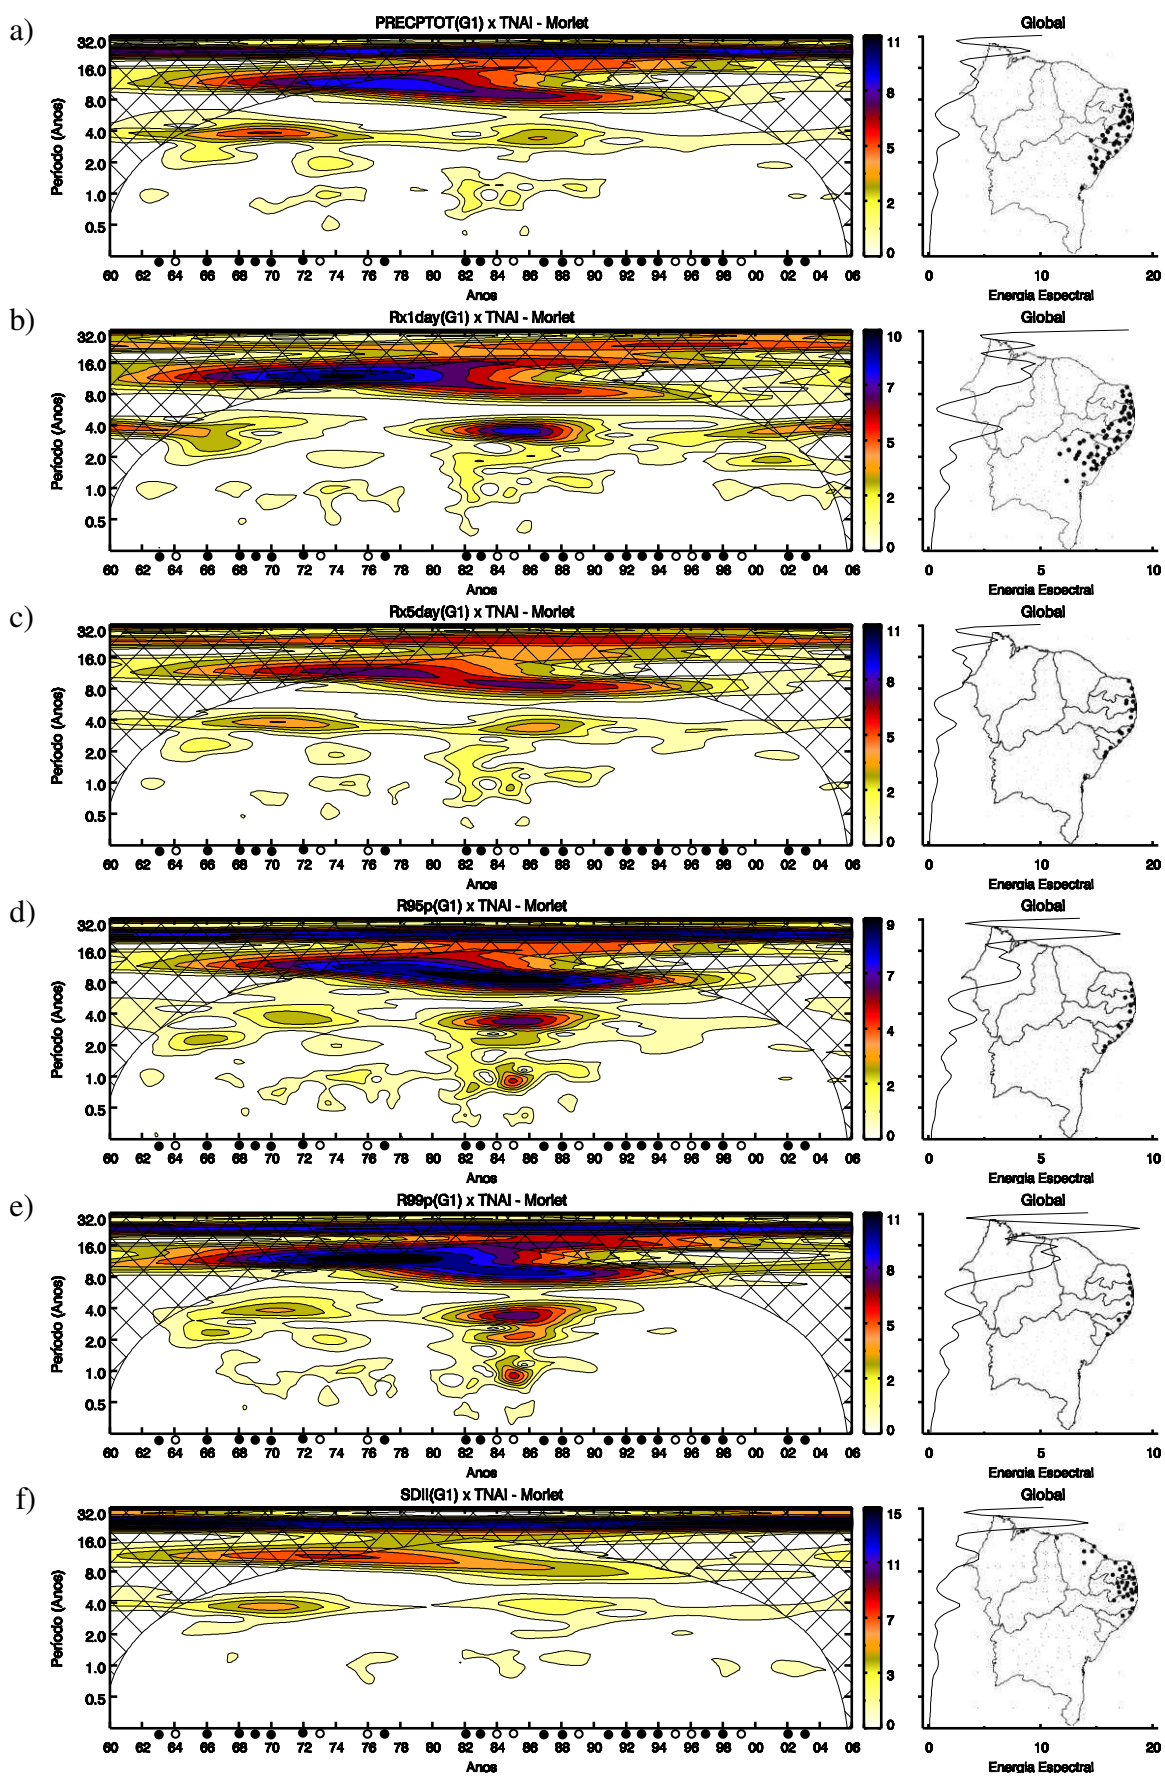 a)
PRECPTOT(G1) x TNAI - Morlet
Global
32.0
16.0
8.0
4.0
2.0
1.0
0.5
Período (Anos)
11
8
5
2
0
60 62 64 66 68 70 72 74 76 78 80 82 84 86 88 90 92 94 96 98 00 02 04 06
Anos
0 10 20
Energia Espectral
b)
Rx1day(G1) x TNAI - Morlet
Global
32.0
16.0
8.0
4.0
2.0
1.0
0.5
Período (Anos)
10
7
5
2
0
60 62 64 66 68 70 72 74 76 78 80 82 84 86 88 90 92 94 96 98 00 02 04 06
Anos
0 5 10
Energia Espectral
c)
Rx5day(G1) x TNAI - Morlet
Global
32.0
16.0
8.0
4.0
2.0
1.0
0.5
Período (Anos)
11
8
5
2
0
60 62 64 66 68 70 72 74 76 78 80 82 84 86 88 90 92 94 96 98 00 02 04 06
Anos
0 10 20
Energia Espectral
d)
R95p(G1) x TNAI - Morlet
Global
32.0
16.0
8.0
4.0
2.0
1.0
0.5
Período (Anos)
9
7
4
2
0
60 62 64 66 68 70 72 74 76 78 80 82 84 86 88 90 92 94 96 98 00 02 04 06
Anos
0 5 10
Energia Espectral
e)
R99p(G1) x TNAI - Morlet
Global
32.0
16.0
8.0
4.0
2.0
1.0
0.5
Período (Anos)
11
8
5
2
0
60 62 64 66 68 70 72 74 76 78 80 82 84 86 88 90 92 94 96 98 00 02 04 06
Anos
0 5 10
Energia Espectral
f)
SDII(G1) x TNAI - Morlet
Global
32.0
16.0
8.0
4.0
2.0
1.0
0.5
Período (Anos)
15
11
7
3
0
60 62 64 66 68 70 72 74 76 78 80 82 84 86 88 90 92 94 96 98 00 02 04 06
Anos
0 10 20
Energia Espectral